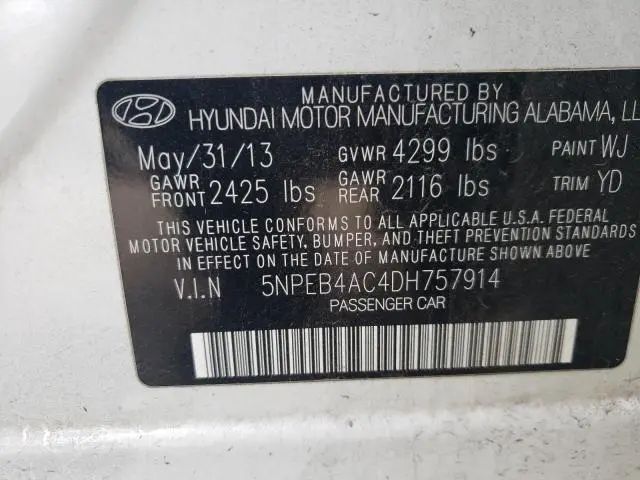 MANUFACTURED BY
HYUNDAI MOTOR MANUFACTURING ALABAMA,
May/31/13 GVWR 4299 lbs PAINT WJ
GAWR FRONT 2425 lbs GAWR REAR 2116 lbs TRIM YD
THIS VEHICLE CONFORMS TO ALL APPLICABLE U.S.A. FEDERAL
MOTOR VEHICLE SAFETY, BUMPER, AND THEFT PREVENTION STANDARDS
IN EFFECT ON THE DATE OF MANUFACTURE SHOWN ABOVE
V.I.N 5NPEB4AC4DH757914
PASSENGER CAR